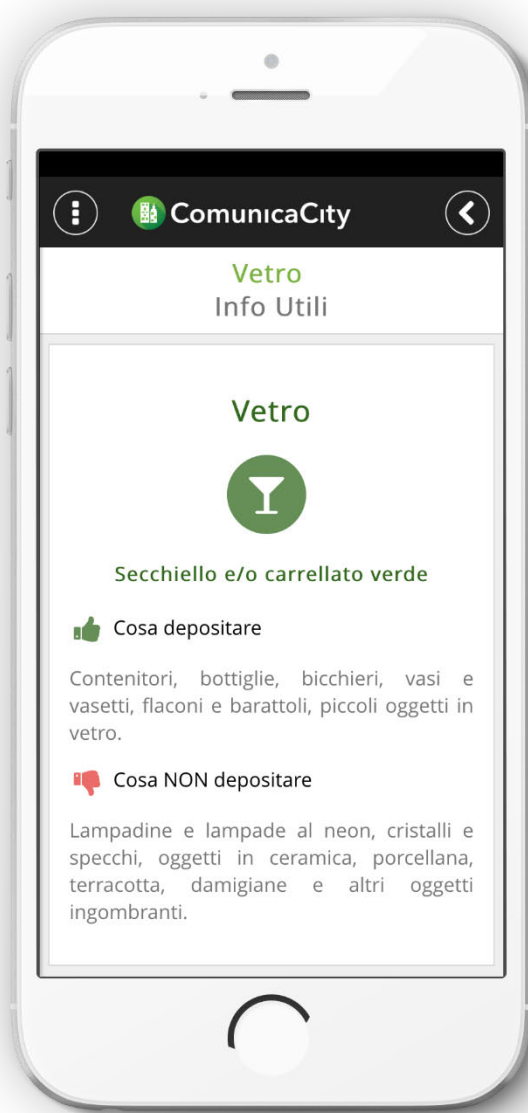 ComunicaCity
Vetro
Info Utili
Vetro
Secchiello e/o carrellato verde
Cosa depositare
Contenitori, bottiglie, bicchieri, vasi e
vasetti, flaconi e barattoli, piccoli oggetti in
vetro.
Cosa NON depositare
Lampadine e lampade al neon, cristalli e
specchi, oggetti in ceramica, porcellana,
terracotta, damigiane e altri oggetti
ingombranti.